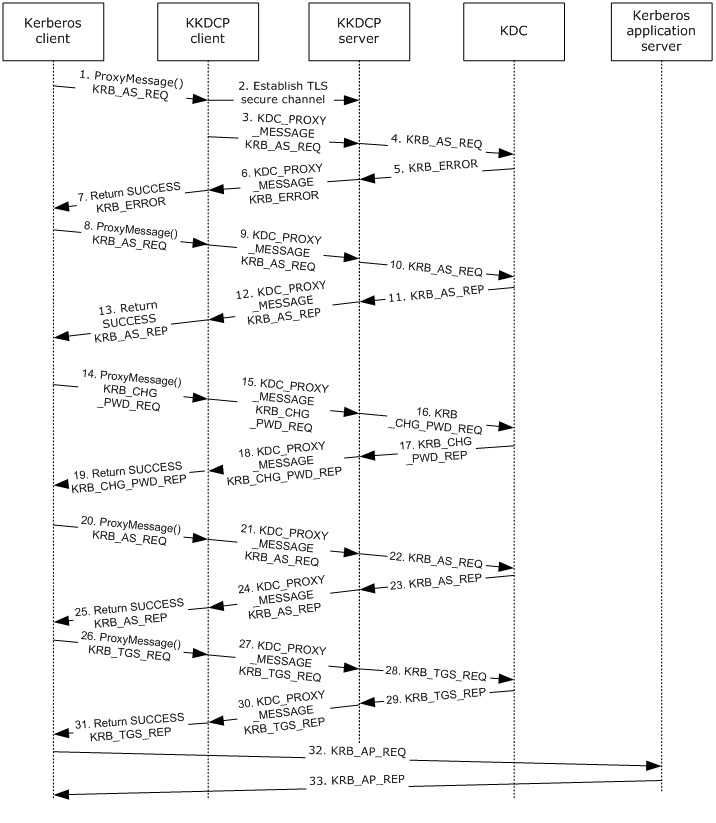 Kerberos
client
KKDCP
client
KKDCP
server
KDC
Kerberos
application
server
1. ProxyMessage()
KRB_AS_REQ
2. Establish TLS
secure channel
3. KDC_PROXY
_MESSAGE
KRB_AS_REQ
4. KRB_AS_REQ
5. KRB_ERROR
6. KDC_PROXY
_MESSAGE
KRB_ERROR
7. Return SUCCESS
KRB_ERROR
8. ProxyMessage()
KRB_AS_REQ
9. KDC_PROXY
_MESSAGE
KRB_AS_REQ
10. KRB_AS_REQ
11. KRB_AS_REP
12. KDC_PROXY
_MESSAGE
KRB_AS_REP
13. Return
SUCCESS
KRB_AS_REP
14. ProxyMessage()
KRB_CHG
_PWD_REQ
15. KDC_PROXY
_MESSAGE
KRB_CHG
_PWD_REQ
16. KRB
_CHG_PWD_REQ
17. KRB_CHG
_PWD_REP
18. KDC_PROXY
_MESSAGE
KRB_CHG_PWD_REP
19. Return SUCCESS
KRB_CHG_PWD_REP
20. ProxyMessage()
KRB_AS_REQ
21. KDC_PROXY
_MESSAGE
KRB_AS_REQ
22. KRB_AS_REQ
23. KRB_AS_REP
24. KDC_PROXY
_MESSAGE
KRB_AS_REP
25. Return SUCCESS
KRB_AS_REP
26. ProxyMessage()
KRB_TGS_REQ
27. KDC_PROXY
_MESSAGE
KRB_TGS_REQ
28. KRB_TGS_REQ
29. KRB_TGS_REP
30. KDC_PROXY
_MESSAGE
KRB_TGS_REP
31. Return SUCCESS
KRB_TGS_REP
32. KRB_AP_REQ
33. KRB_AP_REP